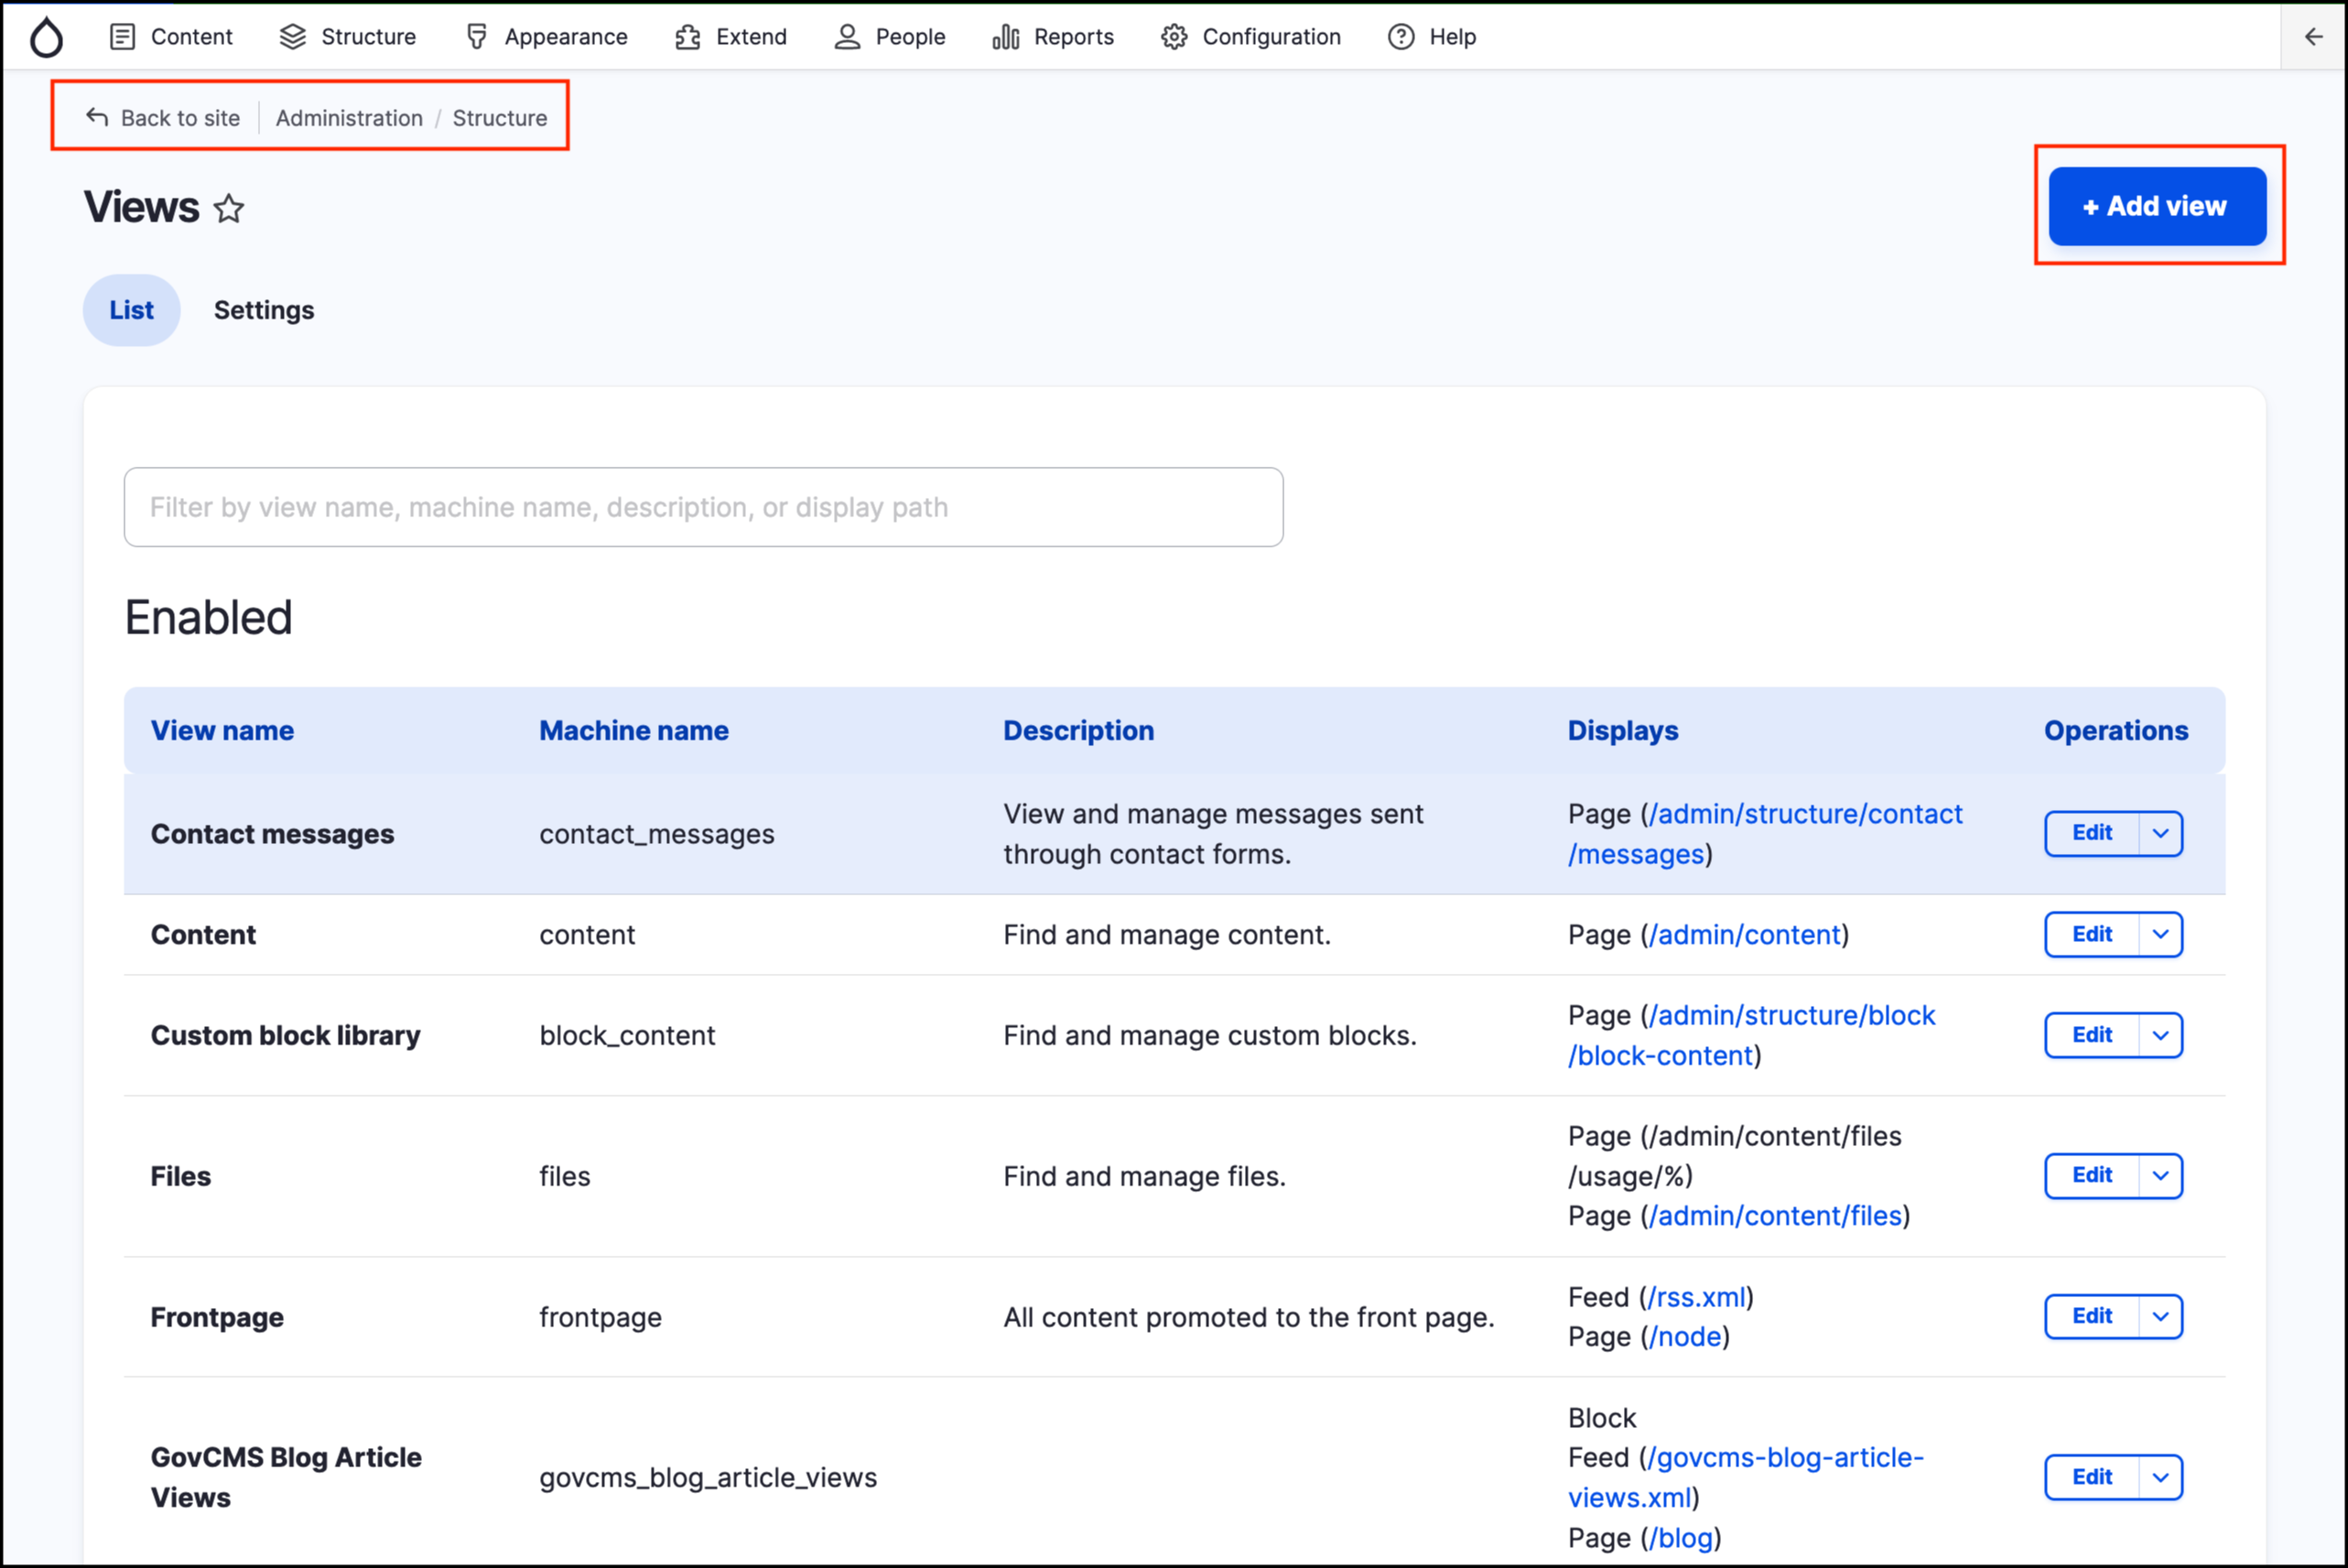 Content Structure Appearance Extend People Reports Configuration Help
Back to site Administration / Structure
Views
+ Add view
List Settings
Filter by view name, machine name, description, or display path
Enabled
View name Machine name Description Displays Operations
Contact messages contact_messages View and manage messages sent through contact forms. Page (/admin/structure/contact/messages) Edit
Content content Find and manage content. Page (/admin/content) Edit
Custom block library block_content Find and manage custom blocks. Page (/admin/structure/block/block-content) Edit
Files files Find and manage files. Page (/admin/content/files/usage/%) Edit
Page (/admin/content/files)
Frontpage frontpage All content promoted to the front page. Feed (/rss.xml) Edit
Page (/node)
GovCMS Blog Article Views govcms_blog_article_views Block Edit
Feed (/govcms-blog-article-views.xml)
Page (/blog)